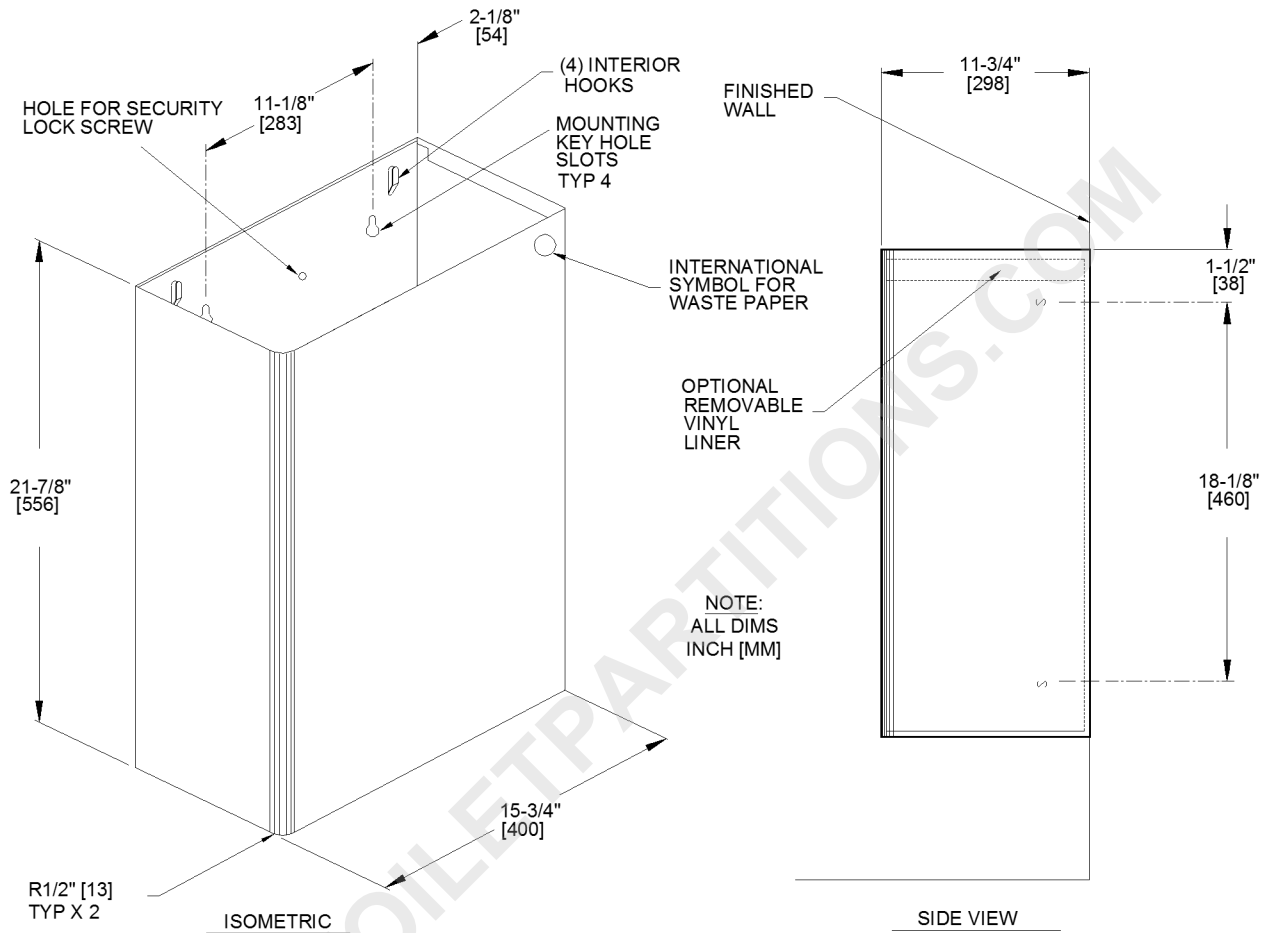 2-1/8"
[54]
(4) INTERIOR
HOOKS
11-1/8"
[283]
HOLE FOR SECURITY
LOCK SCREW
MOUNTING
KEY HOLE
SLOTS
TYP 4
INTERNATIONAL
SYMBOL FOR
WASTE PAPER
21-7/8"
[556]
15-3/4"
[400]
R1/2" [13]
TYP X 2
ISOMETRIC
11-3/4"
[298]
FINISHED
WALL
1-1/2"
[38]
OPTIONAL
REMOVABLE
VINYL
LINER
18-1/8"
[460]
NOTE:
ALL DIMS
INCH [MM]
SIDE VIEW
OILETPARTITIONS.COM